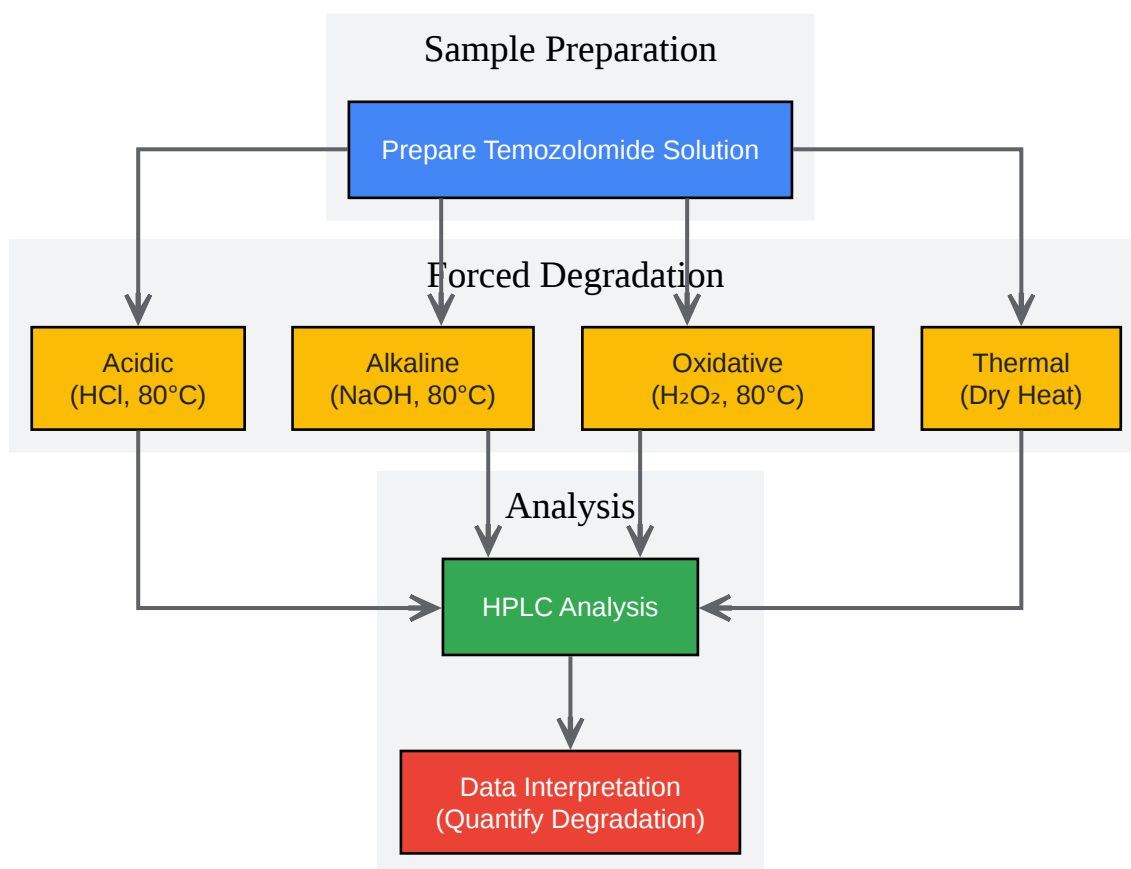 Sample Preparation
Prepare Temozolomide Solution
Forced Degradation
Acidic
(HCl, 80°C)
Alkaline
(NaOH, 80°C)
Oxidative
(H₂O₂, 80°C)
Thermal
(Dry Heat)
Analysis
HPLC Analysis
Data Interpretation
(Quantify Degradation)